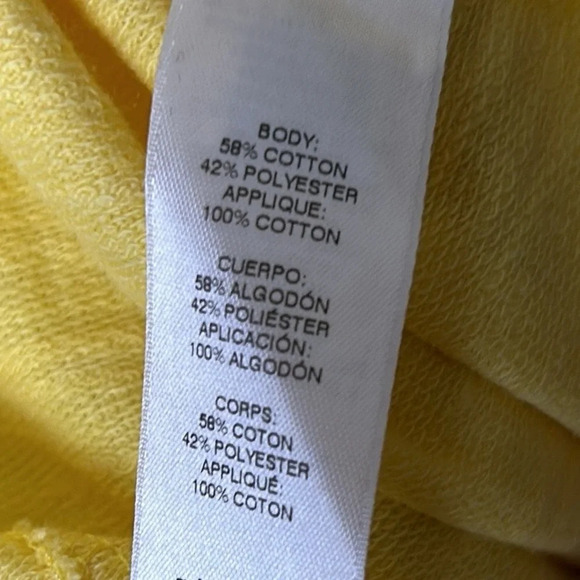 BODY:
58% COTTON
42% POLYESTER
APPLIQUE:
100% COTTON
CUERPO:
58% ALGODÓN
42% POLIÉSTER
APLICACIÓN:
100% ALGODÓN
CORPS:
58% COTON
42% POLYESTER
APPLIQUÉ:
100% COTON